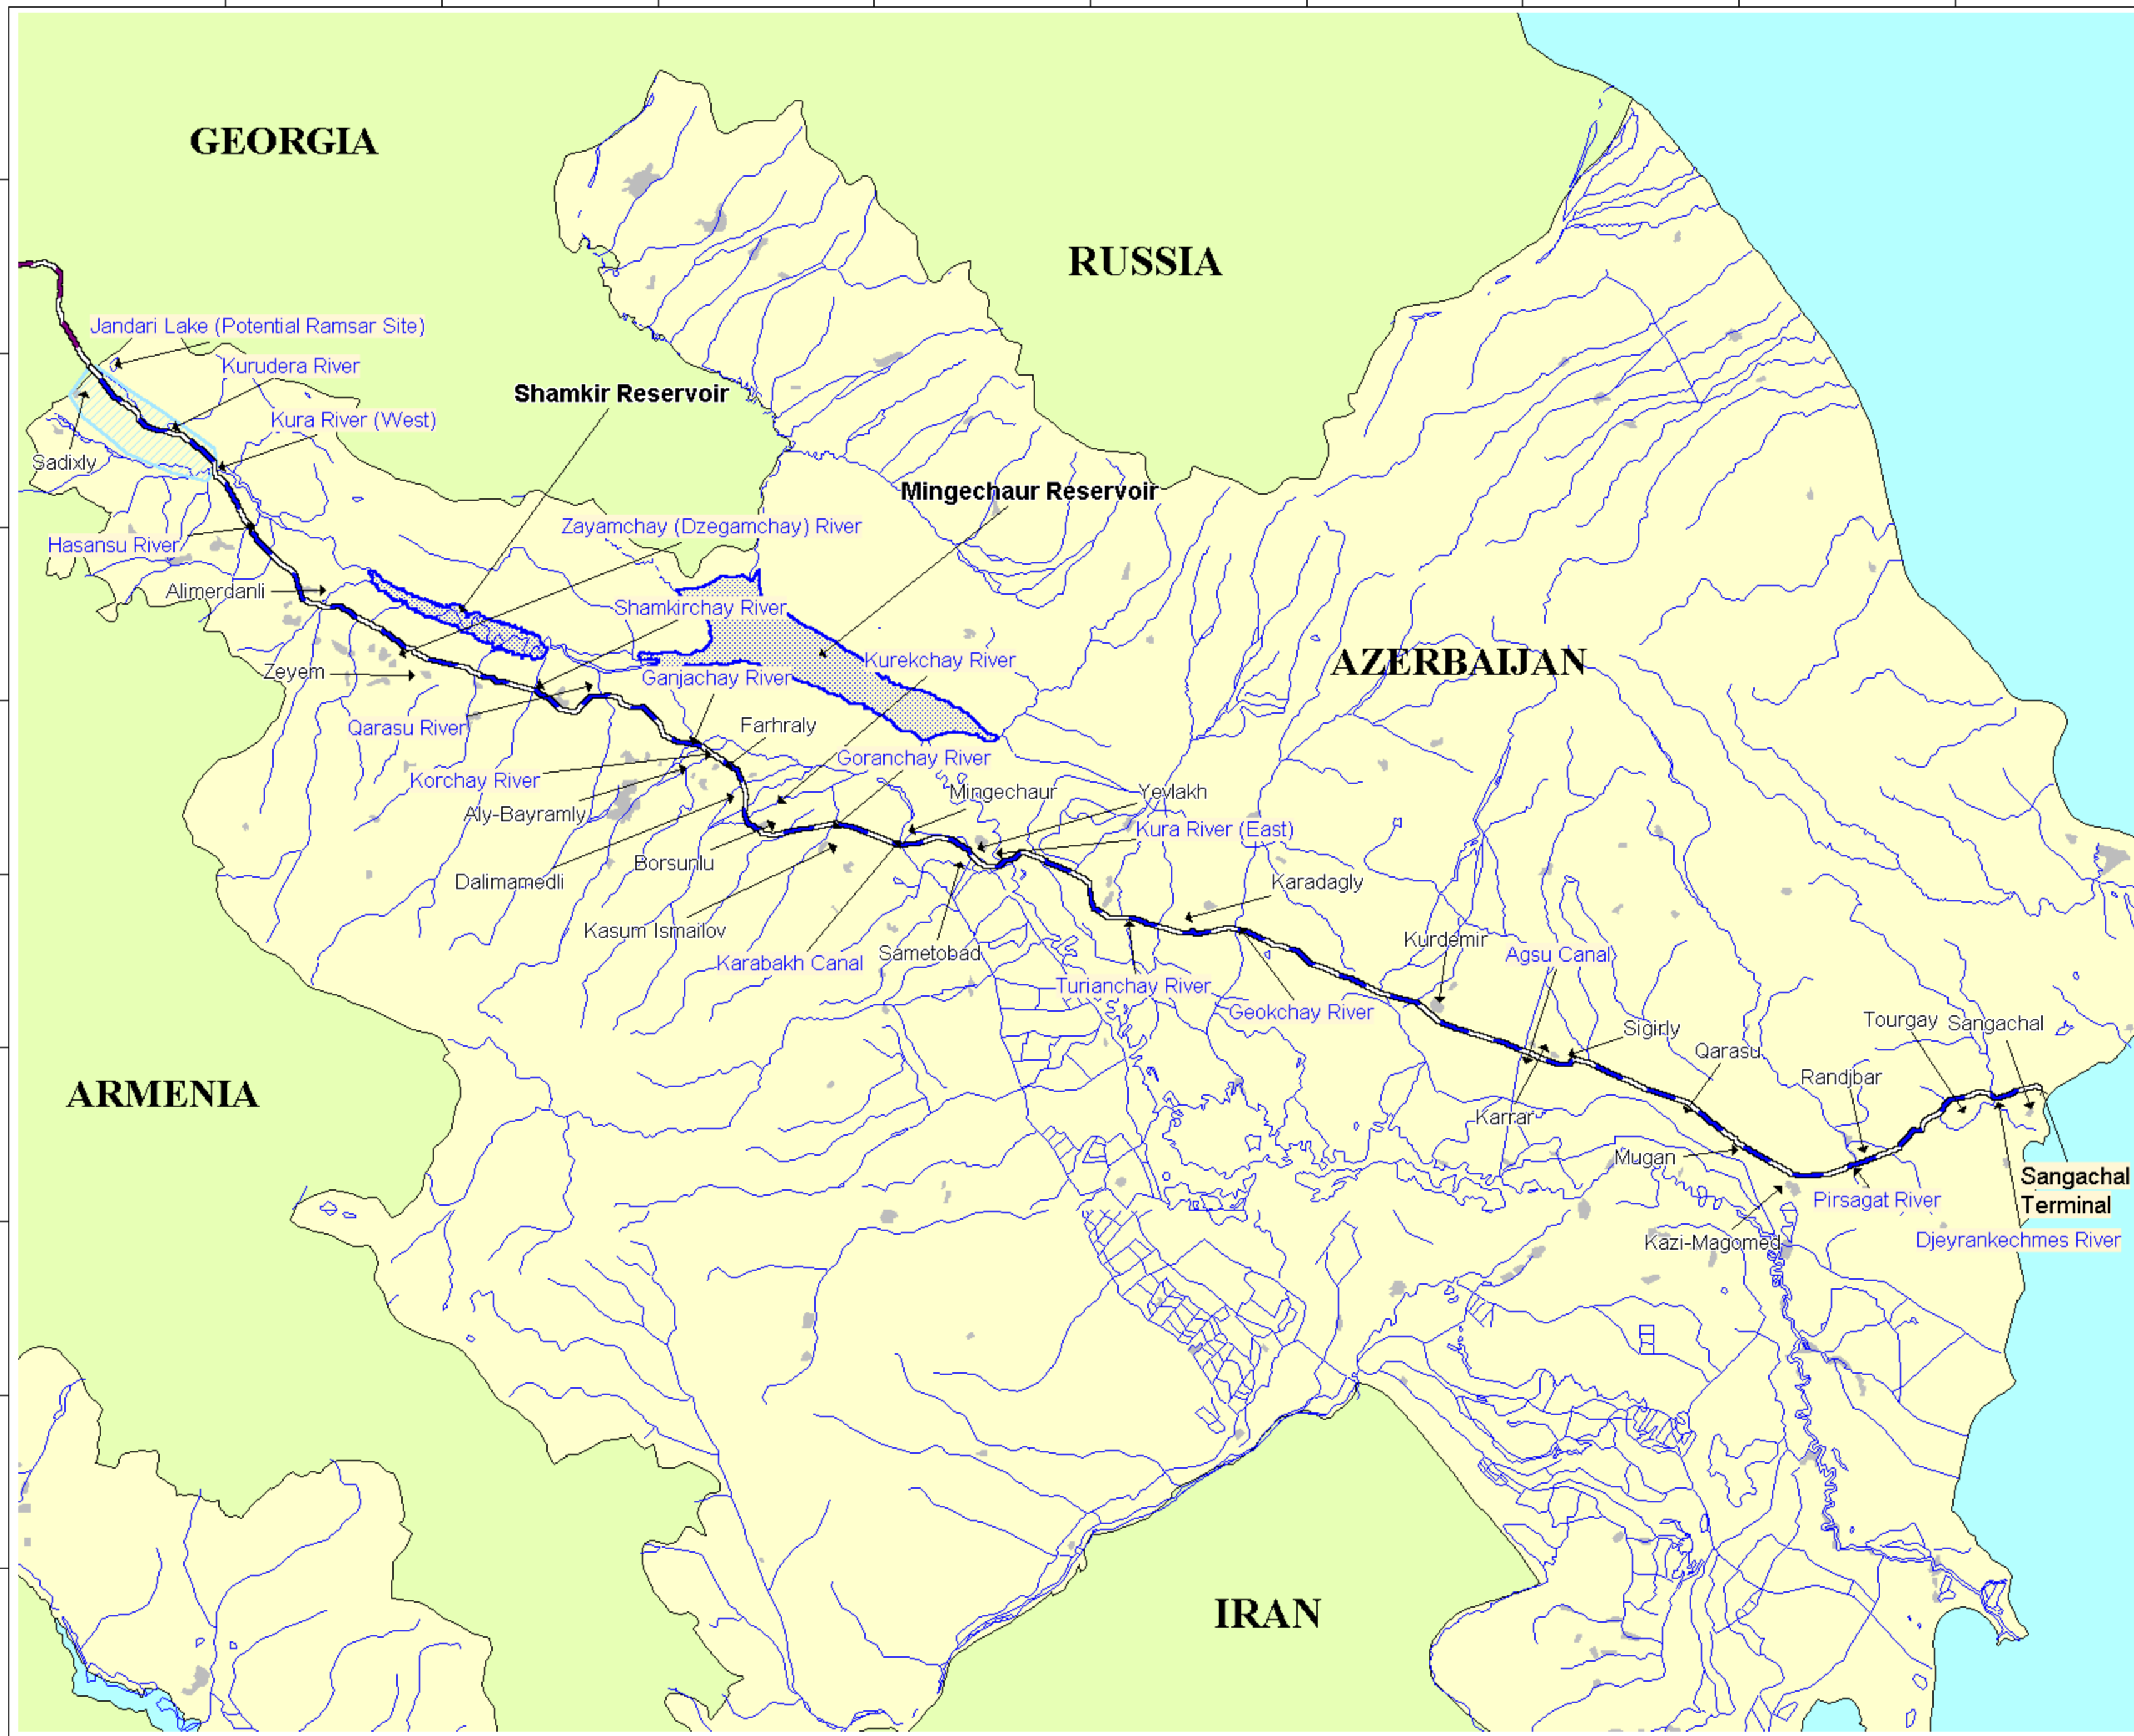 GEORGIA
RUSSIA
Jandari Lake (Potential Ramsar Site)
Kurudera River
Shamkir Reservoir
Kura River (West)
Sadixly
Mingechaur Reservoir
Zayamchay (Dzegamchay) River
Hasansu River
Alimerdanli
Shamkirchay River
Kurekchay River
AZERBAIJAN
Zeyem
Ganjachay River
Qarasu River
Farhraly
Goranchay River
Korchay River
Mingechaur
Yevlakh
Aly-Bayramly
Kura River (East)
Borsunlu
Dalimamedli
Karadagly
Kasum Ismailov
Kurdemir
Sametobad
Agsu Canal
Karabakh Canal
Turianchay River
Geokchay River
Tourgay
Sangachal
Sigirly
Qarasu
Randjbar
ARMENIA
Karrar
Mugan
Sangachal
Terminal
Pirsagat River
Kazi-Magomed
Djeyrankechmes River
IRAN